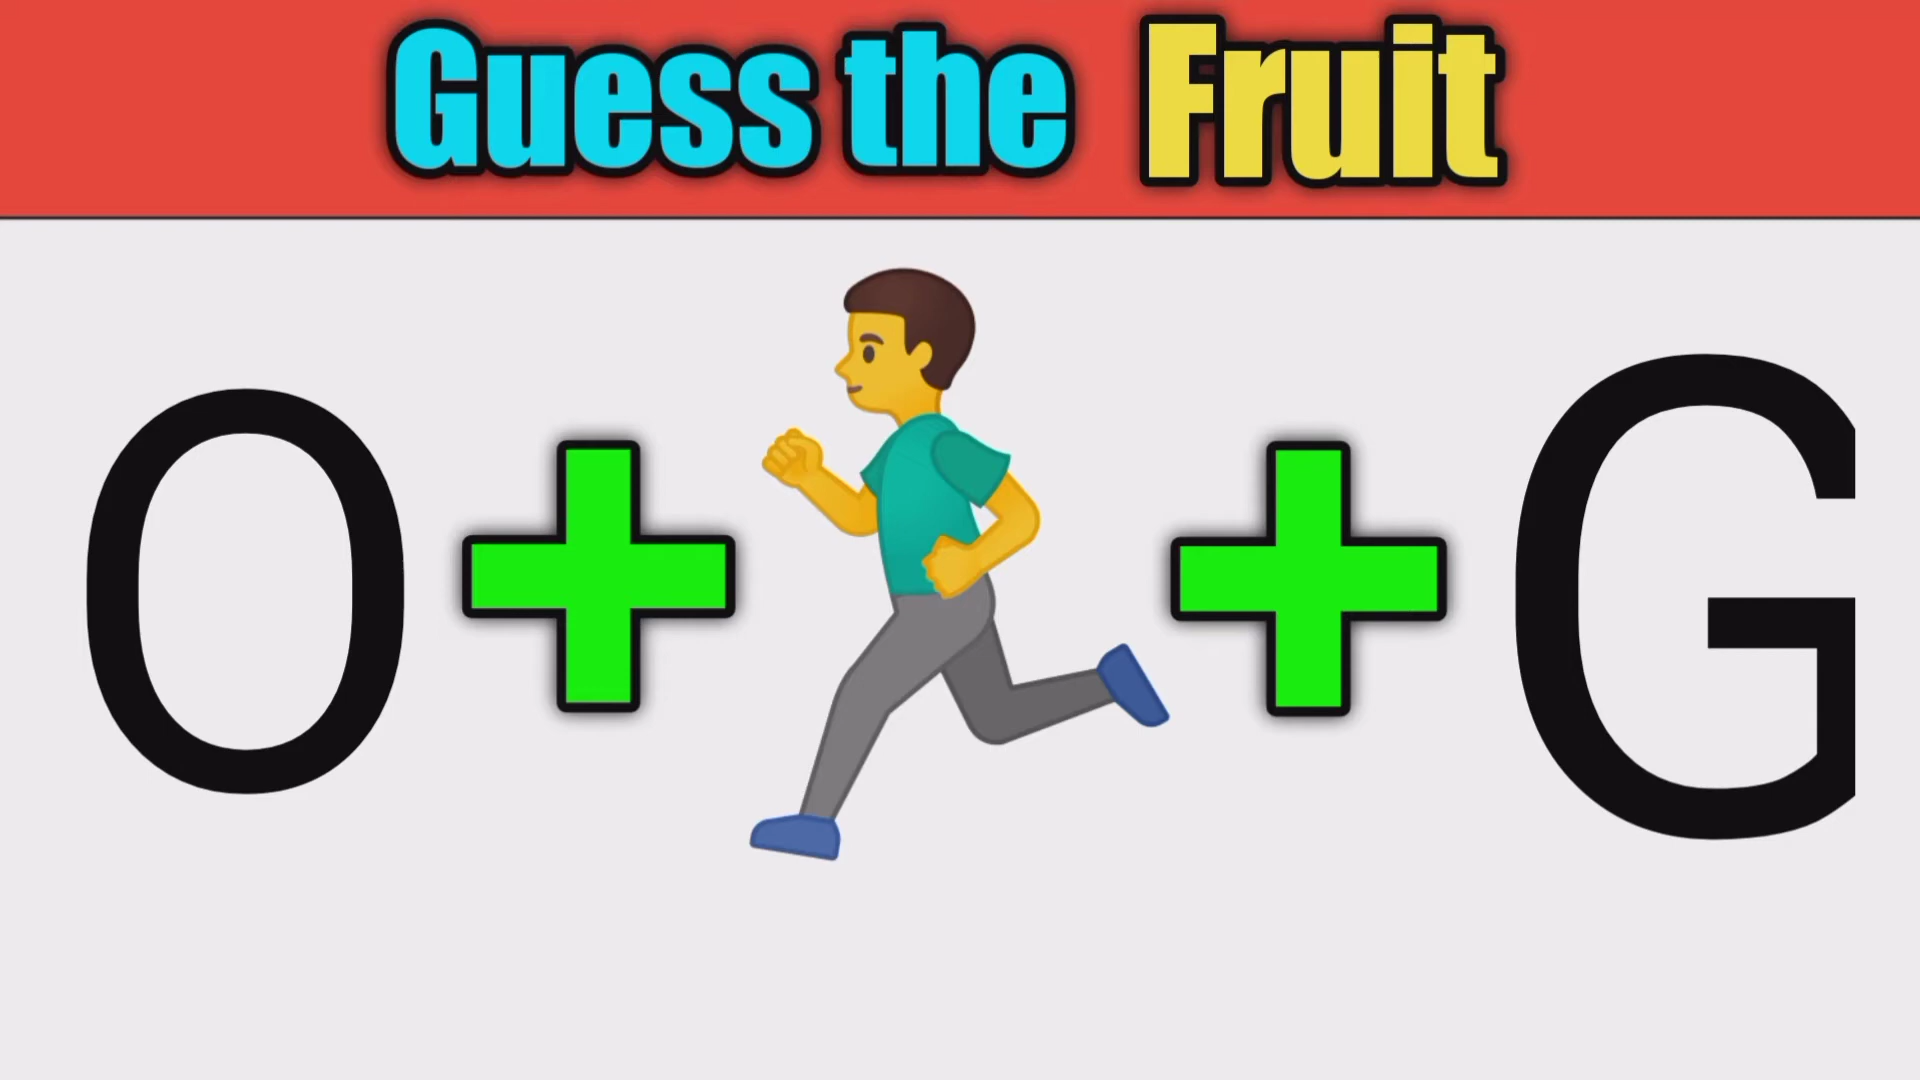 Guess the Fruit
O + + G